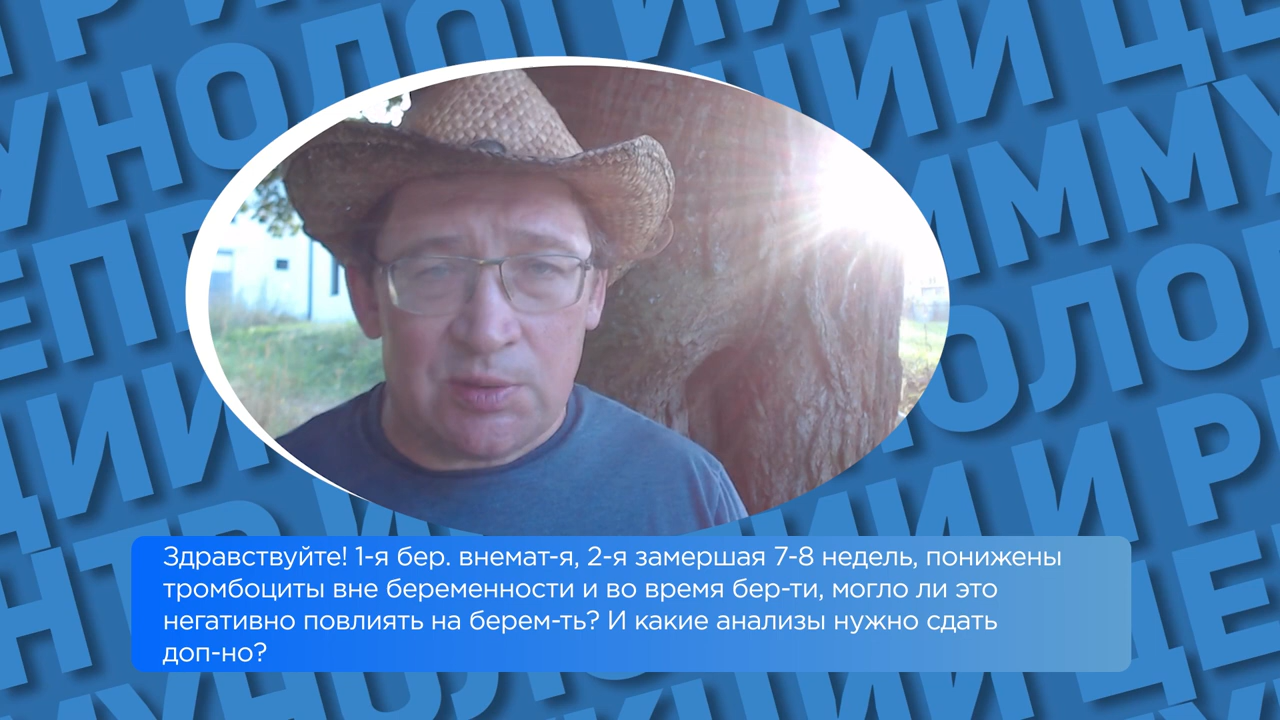 Здравствуйте! 1-я бер. внемат-я, 2-я замершая 7-8 недель, понижены
тромбоциты вне беременности и во время бер-ти, могло ли это
негативно повлиять на берем-ть? И какие анализы нужно сдать
доп-но?